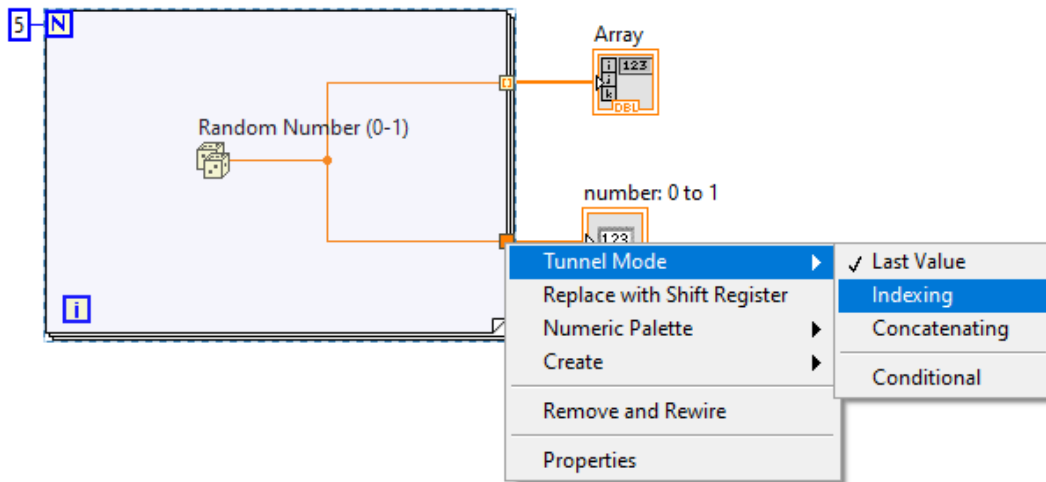 5 N
Array
i 123
j
k
DBL
Random Number (0-1)
number: 0 to 1
123
i
Tunnel Mode
Replace with Shift Register
Numeric Palette
Create
Remove and Rewire
Properties
✓ Last Value
Indexing
Concatenating
Conditional